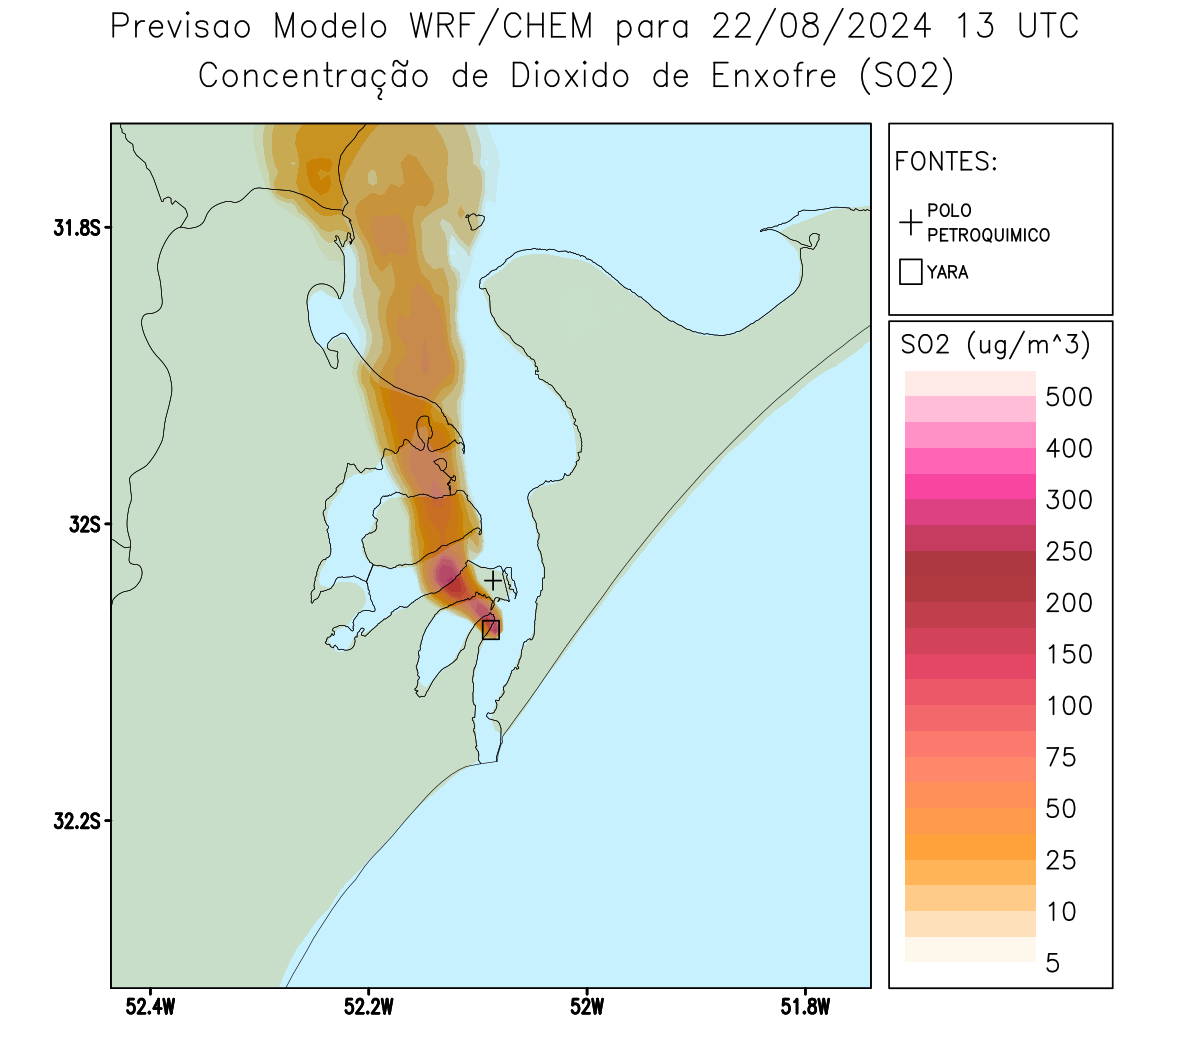 Previsao Modelo WRF/CHEM para 22/08/2024 13 UTC
Concentração de Dioxido de Enxofre (SO2)
FONTES:
POLO
PETROQUIMICO
YARA
SO2 (ug/m^3)
500
400
300
250
200
150
100
75
50
25
10
5
31.8S
32S
32.2S
52.4W
52.2W
52W
51.8W